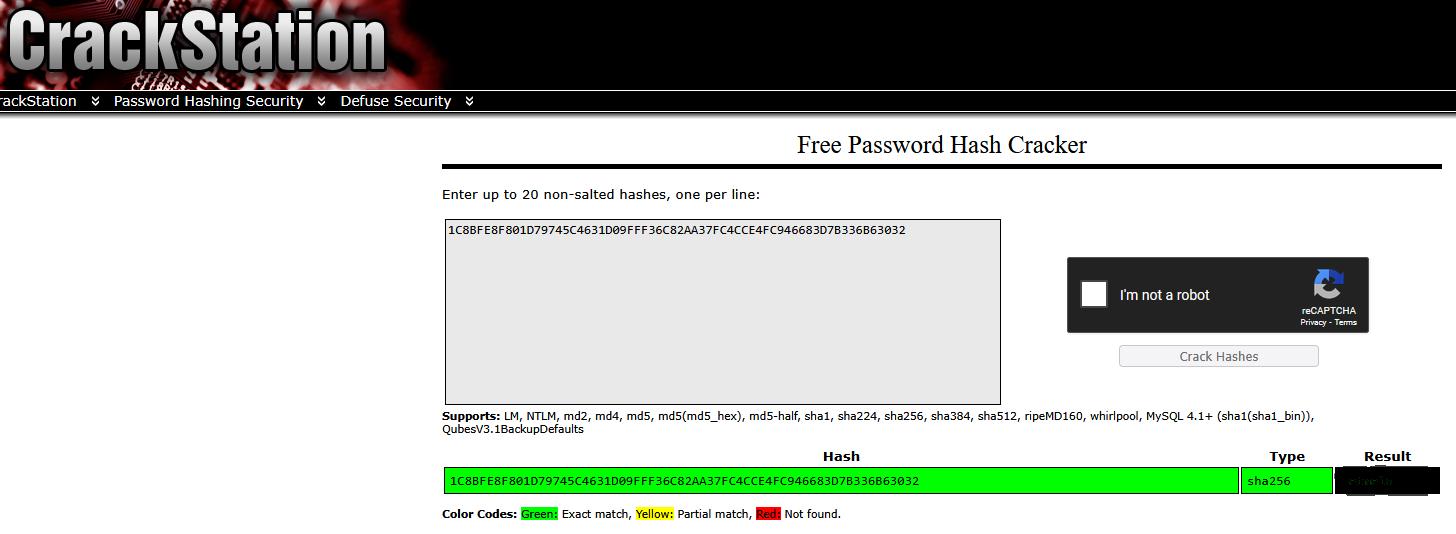 CrackStation
rackStation Password Hashing Security Defuse Security
Free Password Hash Cracker
Enter up to 20 non-salted hashes, one per line:
1C8BFE8F801D79745C4631D09FFF36C82AA37FC4CCE4FC946683D7B336B63032
I'm not a robot
reCAPTCHA
Privacy - Terms
Crack Hashes
Supports: LM, NTLM, md2, md4, md5, md5(md5_hex), md5-half, sha1, sha224, sha256, sha384, sha512, ripeMD160, whirlpool, MySQL 4.1+ (sha1(sha1_bin)),
QubesV3.1BackupDefaults
Hash Type Result
1C8BFE8F801D79745C4631D09FFF36C82AA37FC4CCE4FC946683D7B336B63032 sha256
Color Codes: Green: Exact match, Yellow: Partial match, Red: Not found.